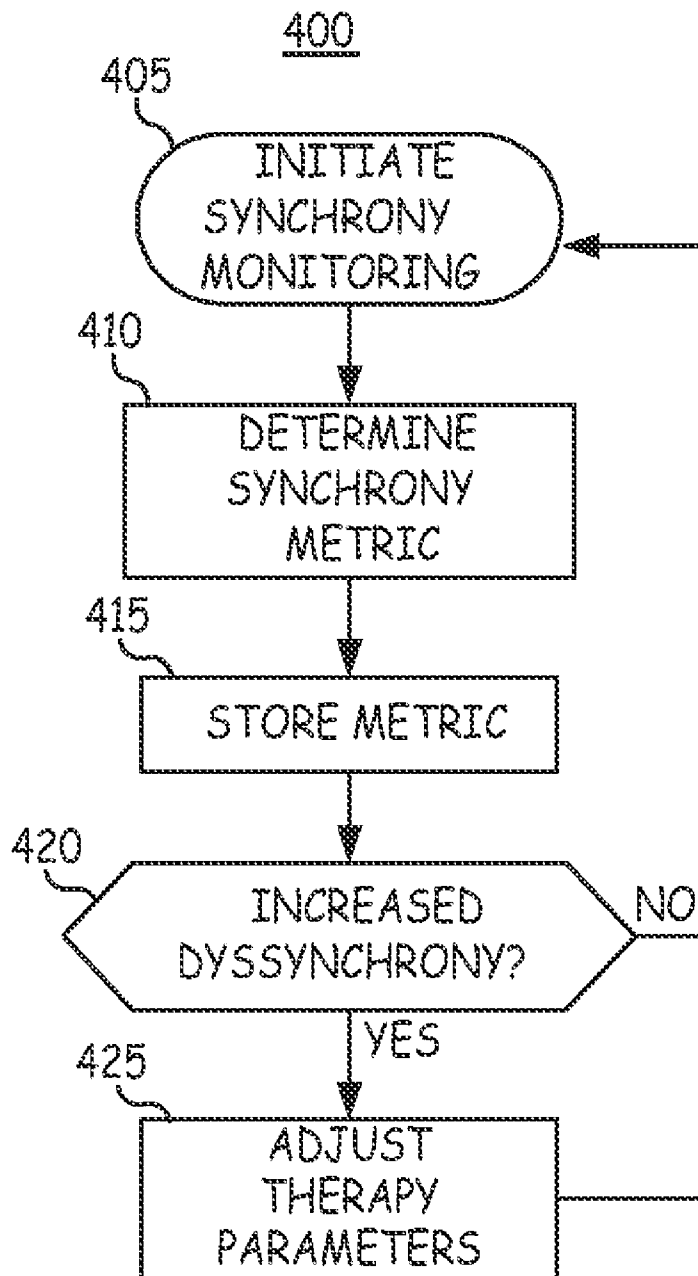 400
405
INITIATE
SYNCHRONY
MONITORING
410
DETERMINE
SYNCHRONY
METRIC
415
STORE METRIC
420
INCREASED
DYSSYNCHRONY?
NO
YES
425
ADJUST
THERAPY
PARAMETERS